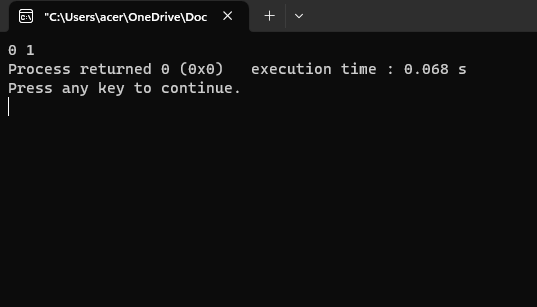 "C:\Users\acer\OneDrive\Doc
0 1
Process returned 0 (0x0)   execution time : 0.068 s
Press any key to continue.